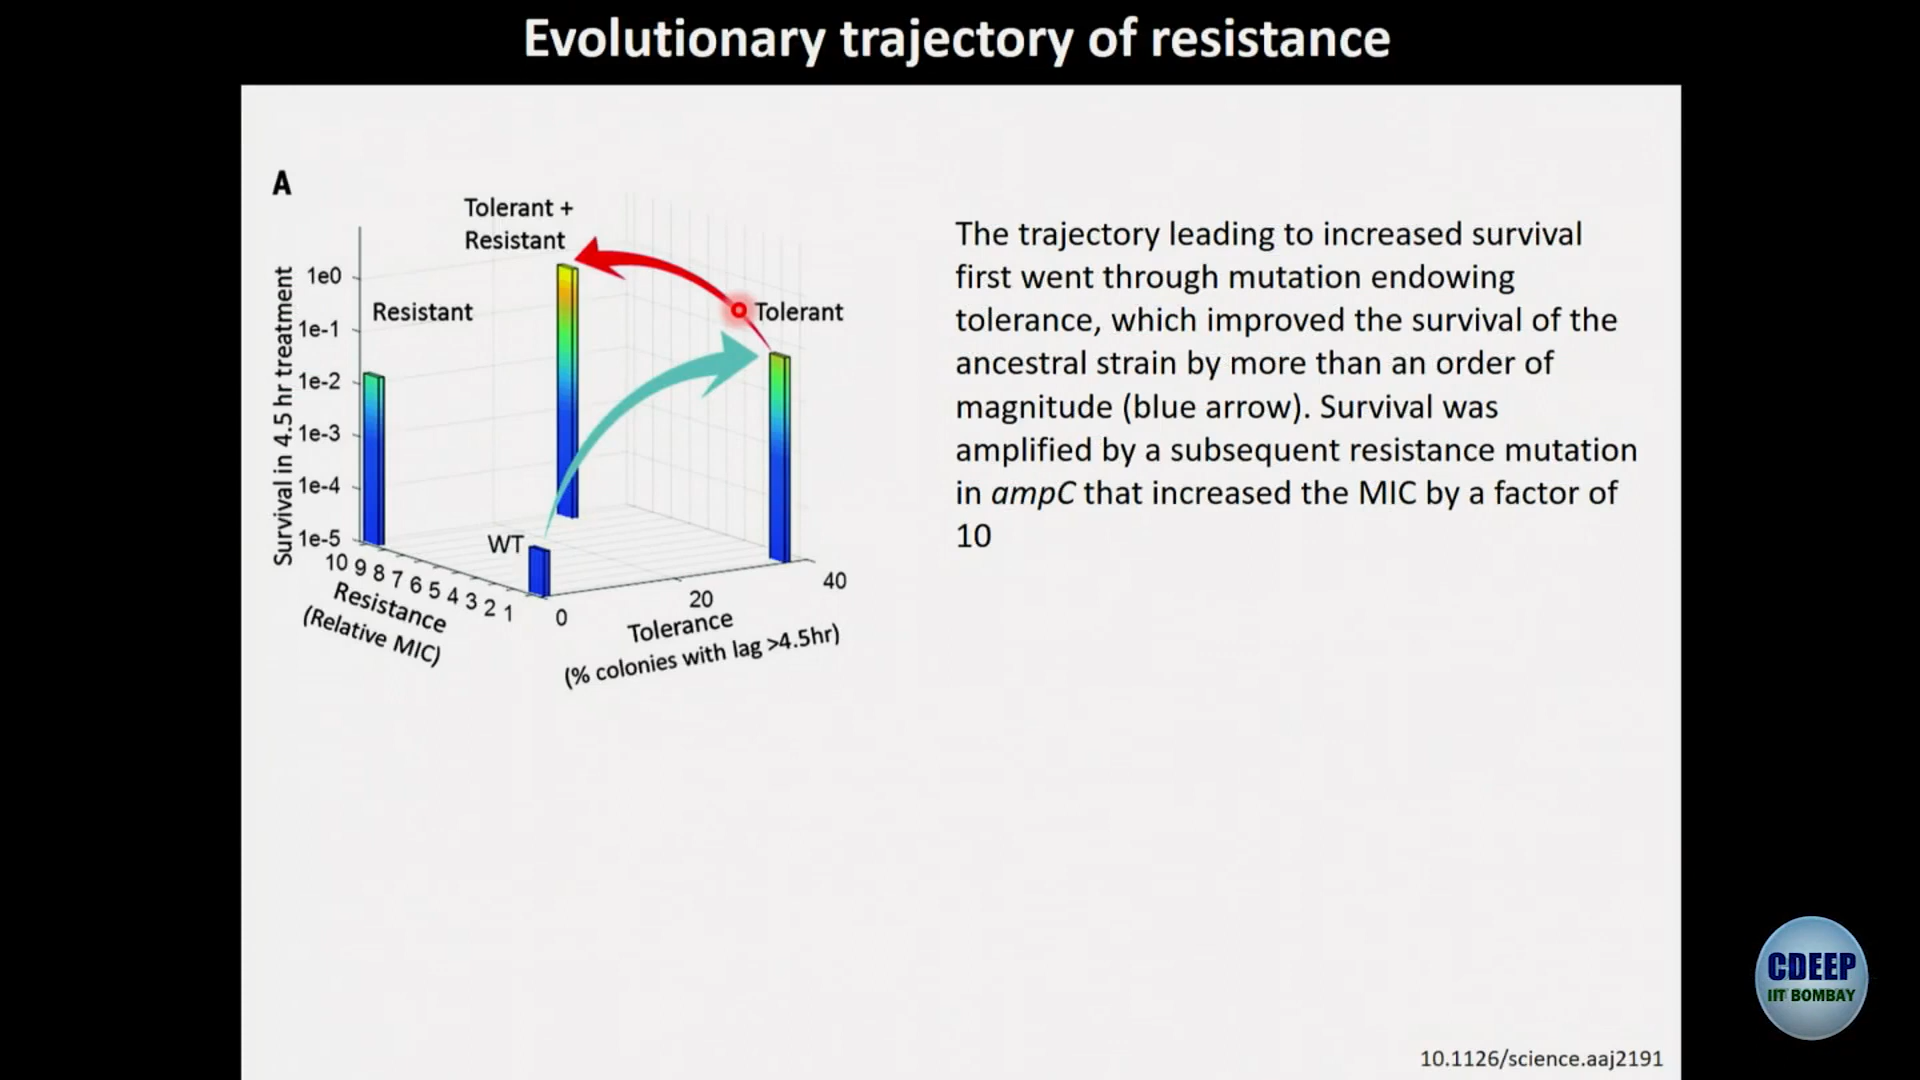 Evolutionary trajectory of resistance
A
Tolerant +
Resistant
Resistant
Tolerant
WT
Survival in 4.5 hr treatment
1e0
1e-1
1e-2
1e-3
1e-4
1e-5
10 9 8 7 6 5 4 3 2 1
Resistance
(Relative MIC)
0
20
40
Tolerance
(% colonies with lag >4.5hr)
The trajectory leading to increased survival
first went through mutation endowing
tolerance, which improved the survival of the
ancestral strain by more than an order of
magnitude (blue arrow). Survival was
amplified by a subsequent resistance mutation
in ampC that increased the MIC by a factor of
10
CDEEP
IIT BOMBAY
10.1126/science.aaj2191